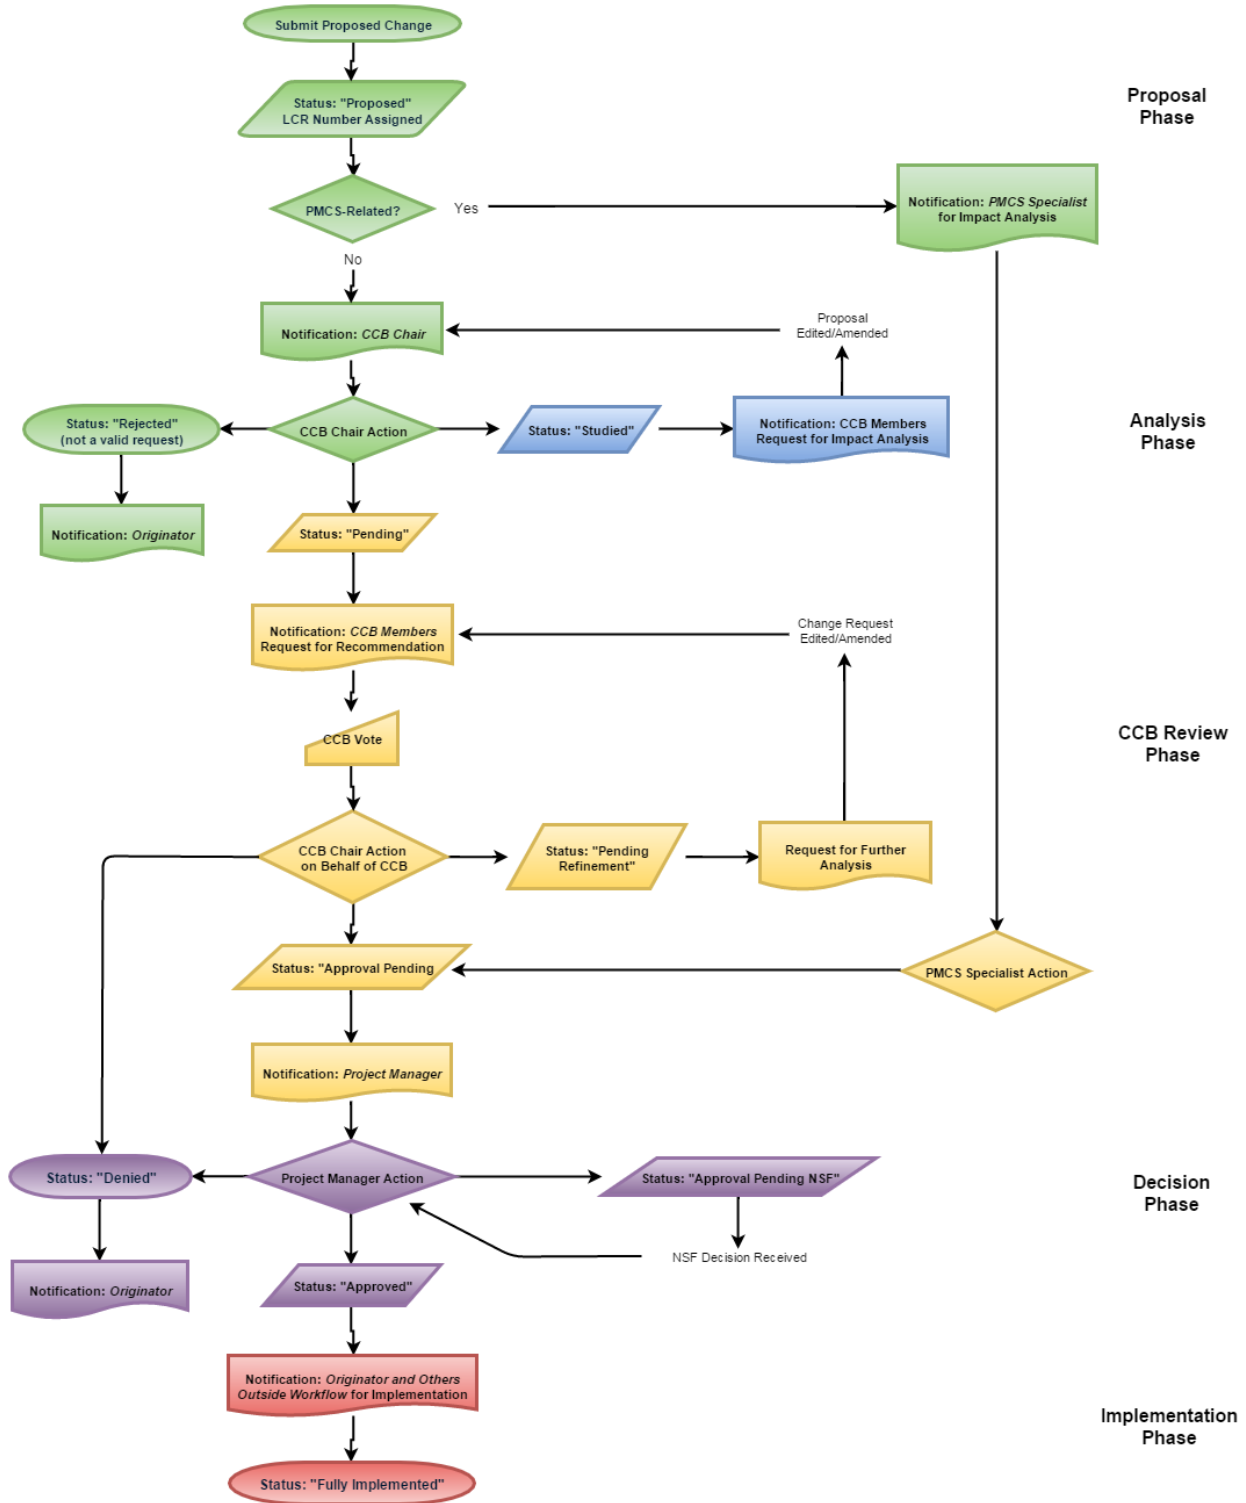 Submit Proposed Change
Status: "Proposed"
LCR Number Assigned
Proposal
Phase
PMCS-Related?
Yes
Notification: PMCS Specialist
for Impact Analysis
No
Notification: CCB Chair
Proposal
Edited/Amended
Status: "Rejected"
(not a valid request)
CCB Chair Action
Status: "Studied"
Notification: CCB Members
Request for Impact Analysis
Analysis
Phase
Notification: Originator
Status: "Pending"
Notification: CCB Members
Request for Recommendation
Change Request
Edited/Amended
CCB Vote
CCB Review
Phase
CCB Chair Action
on Behalf of CCB
Status: "Pending
Refinement"
Request for Further
Analysis
Status: "Approval Pending
PMCS Specialist Action
Notification: Project Manager
Status: "Denied"
Project Manager Action
Status: "Approval Pending NSF"
Decision
Phase
NSF Decision Received
Notification: Originator
Status: "Approved"
Notification: Originator and Others
Outside Workflow for Implementation
Implementation
Phase
Status: "Fully Implemented"